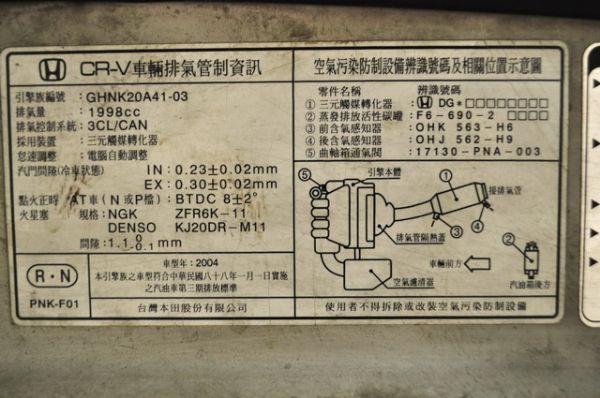 CR-V車輛排氣管制資訊
引擎族編號：GHNK20A41-03
排氣量：1998cc
排氣控制系統：3CL/CAN
採用裝置：三元觸媒轉化器
怠速調整：電腦自動調整
汽門間隙(冷車狀態) IN：0.23±0.02mm
EX：0.30±0.02mm
點火正時 AT車(N或P檔)：BTDC 8±2°
火星塞 規格：NGK ZFR6K-11
DENSO KJ20DR-M11
間隙：1.1 0 -0.1 mm
R・N
PNK-F01
車型年：2004
本引擎族之車型符合中華民國八十八年一月一日實施
之汽油車第三期排放標準
台灣本田股份有限公司
空氣污染防制設備辨識號碼及相關位置示意圖
零件名稱 辨識號碼
①三元觸媒轉化器：DG*□□□□□□□□
②蒸發排放活性碳罐：F6-690-2□□□□
③前含氧感知器：OHK 563-H6
④後含氧感知器：OHJ 562-H9
⑤曲軸箱通氣閥：17130-PNA-003
⑤
引擎本體
①
接排氣管
④
③
排氣管隔熱蓋
②
車輛前方
空氣濾清器
汽油箱後方
使用者不得拆除或改裝空氣污染防制設備